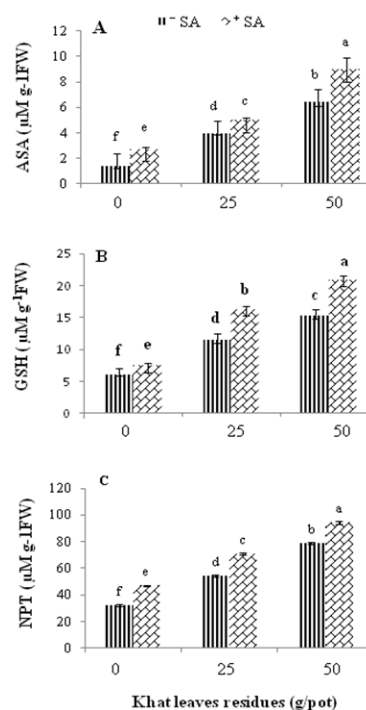 A
⁻ SA ⁺ SA
ASA (µM g-1FW)
12
10
8
6
4
2
0
f e d c b a
0 25 50
B
GSH (µM g⁻¹FW)
25
20
15
10
5
0
f e d b c a
0 25 50
C
NPT (µM g-1FW)
120
100
80
60
40
20
0
f e d c b a
0 25 50
Khat leaves residues (g/pot)